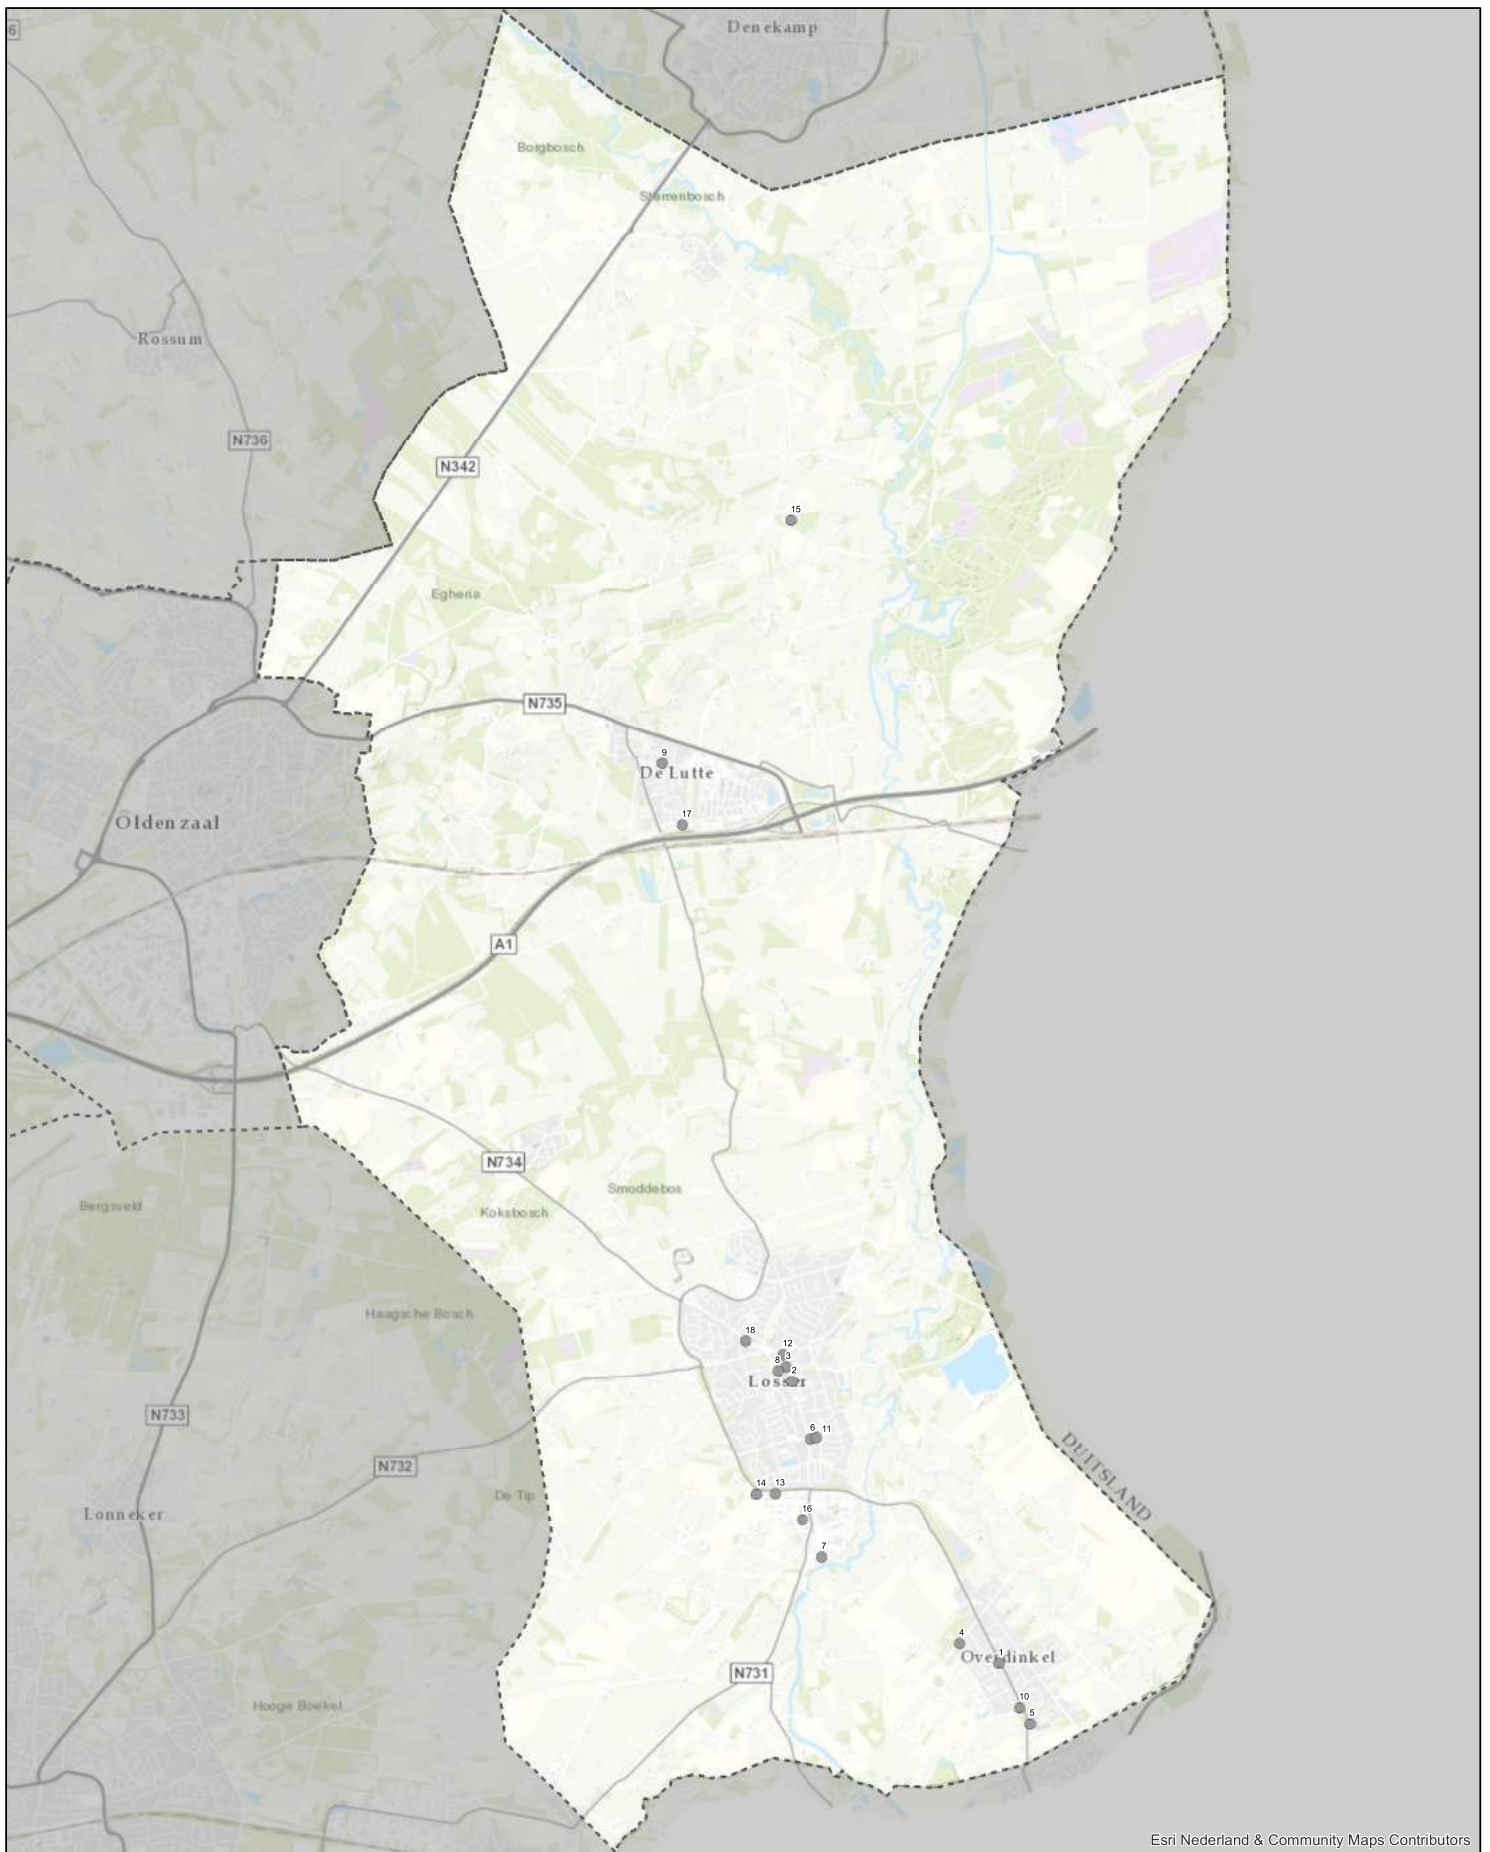 6
Denekamp
Borgbosch
Sterrenbosch
Rossum
N736
N342
15
Egheria
N735
9
De Lutte
17
Oldenzaal
A1
N734
Smoddebos
Bergsveld
Koksbosch
Haagsche Bosch
18
12
3
8
2
Losser
N733
6
11
DUITSLAND
N732
14
13
De Tip
Lonneker
16
7
4
1
Overdinkel
N731
10
5
Hooge Boekel
Esri Nederland & Community Maps Contributors